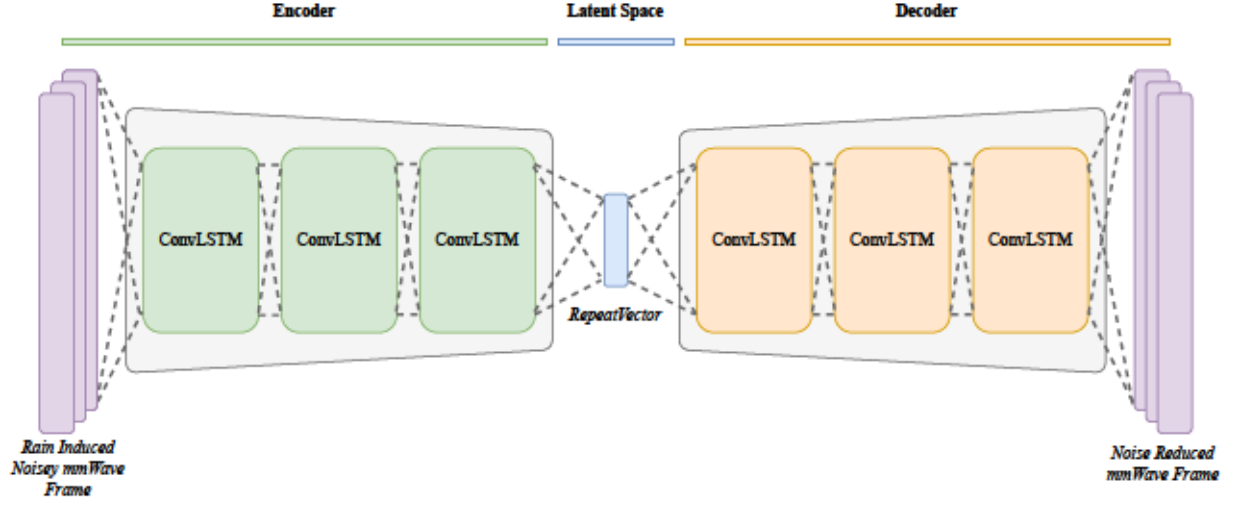 Encoder
Latent Space
Decoder
ConvLSTM
ConvLSTM
ConvLSTM
RepeatVector
ConvLSTM
ConvLSTM
ConvLSTM
Rain Induced
Noisey mmWave
Frame
Noise Reduced
mmWave Frame